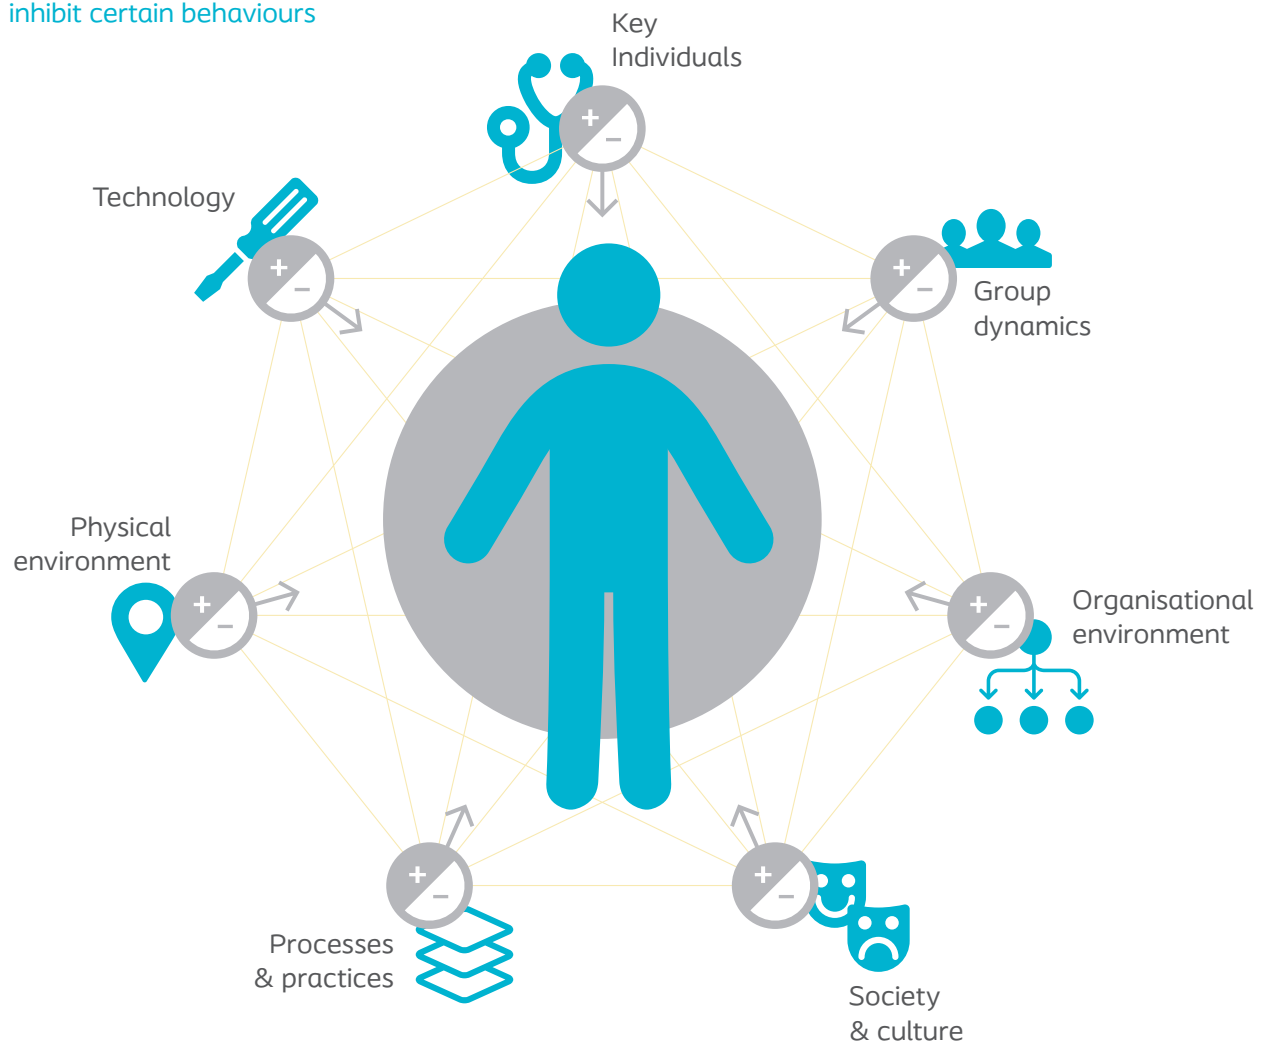 inhibit certain behaviours
Key
Individuals
Technology
Group
dynamics
Physical
environment
Organisational
environment
Processes
& practices
Society
& culture